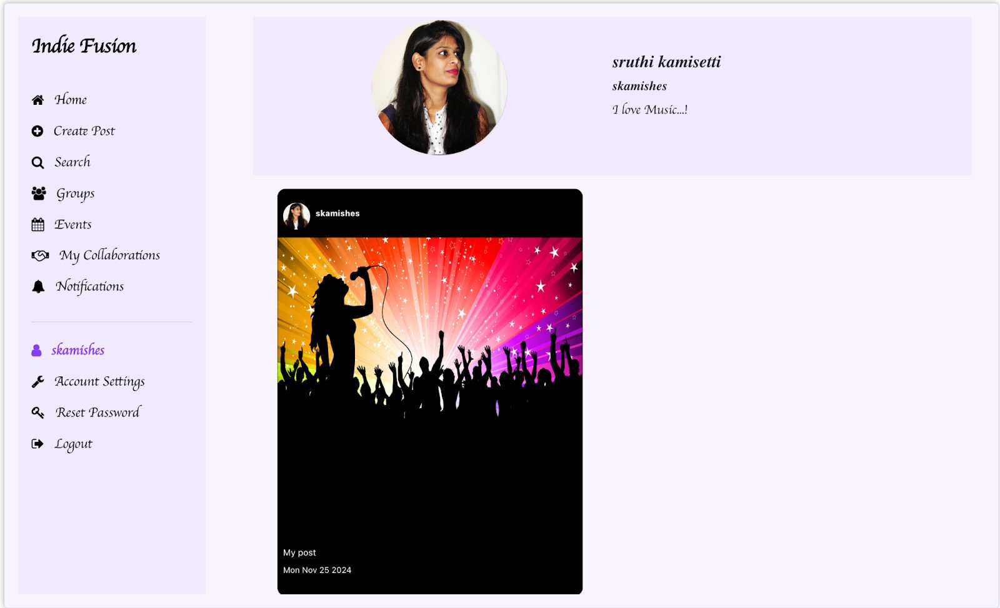 Indie Fusion
Home
Create Post
Search
Groups
Events
My Collaborations
Notifications
skamishes
Account Settings
Reset Password
Logout
sruthi kamisetti
skamishes
I love Music...!
skamishes
My post
Mon Nov 25 2024